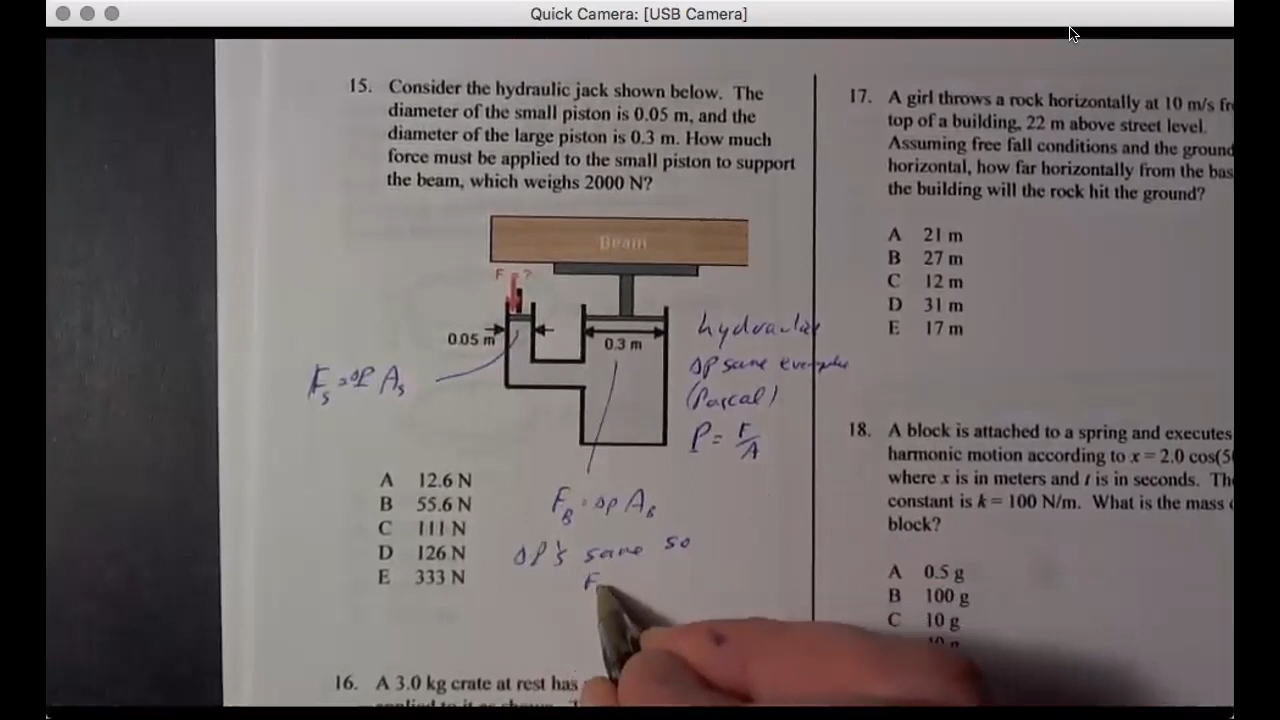 Quick Camera: [USB Camera]
15. Consider the hydraulic jack shown below. The
diameter of the small piston is 0.05 m, and the
diameter of the large piston is 0.3 m. How much
force must be applied to the small piston to support
the beam, which weighs 2000 N?
Beam
F = ?
0.05 m
0.3 m
hydraulic
ΔP same everywhere
(Pascal)
P = F/A
F_s = ΔP A_s
F_B = ΔP A_B
ΔP's same so
F
A 12.6 N
B 55.6 N
C 111 N
D 126 N
E 333 N
16. A 3.0 kg crate at rest has
applied to it as shown.
17. A girl throws a rock horizontally at 10 m/s fr
top of a building, 22 m above street level.
Assuming free fall conditions and the ground
horizontal, how far horizontally from the bas
the building will the rock hit the ground?
A 21 m
B 27 m
C 12 m
D 31 m
E 17 m
18. A block is attached to a spring and executes
harmonic motion according to x = 2.0 cos(5
where x is in meters and t is in seconds. Th
constant is k = 100 N/m. What is the mass
block?
A 0.5 g
B 100 g
C 10 g